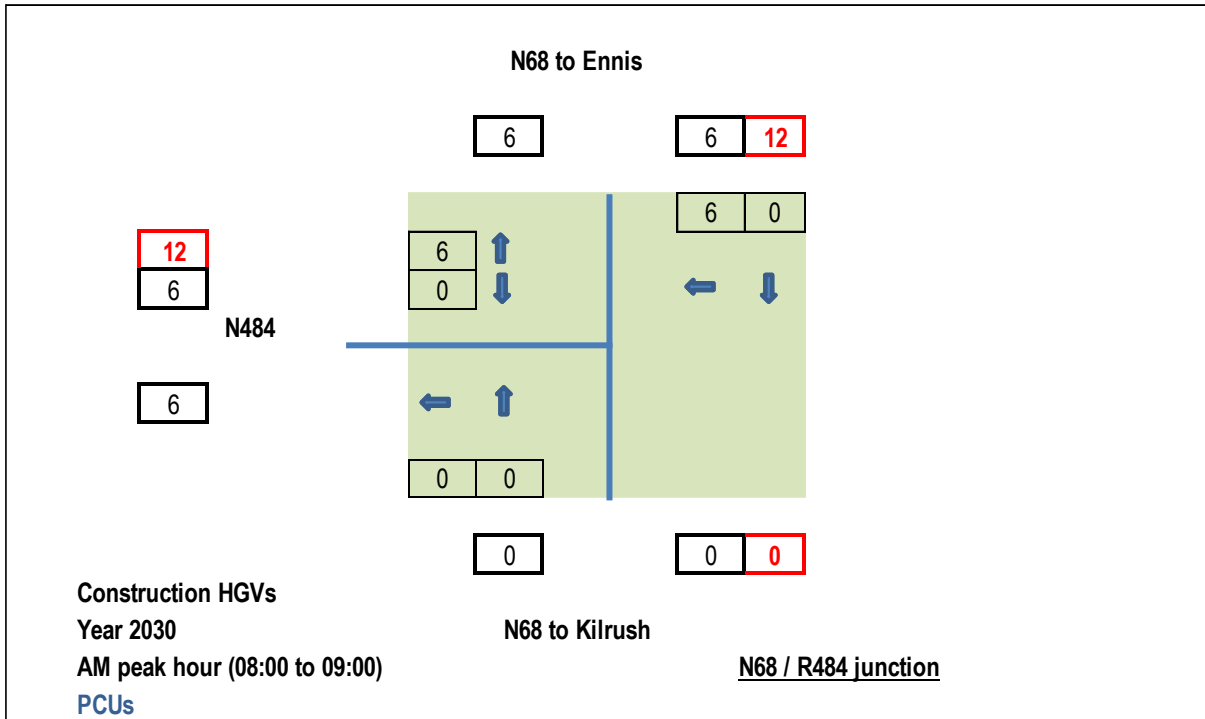 N68 to Ennis
6 6 12
6 0
12 6
6 0
N484
6
0 0
0 0 0
Construction HGVs
Year 2030 N68 to Kilrush
AM peak hour (08:00 to 09:00) N68 / R484 junction
PCUs